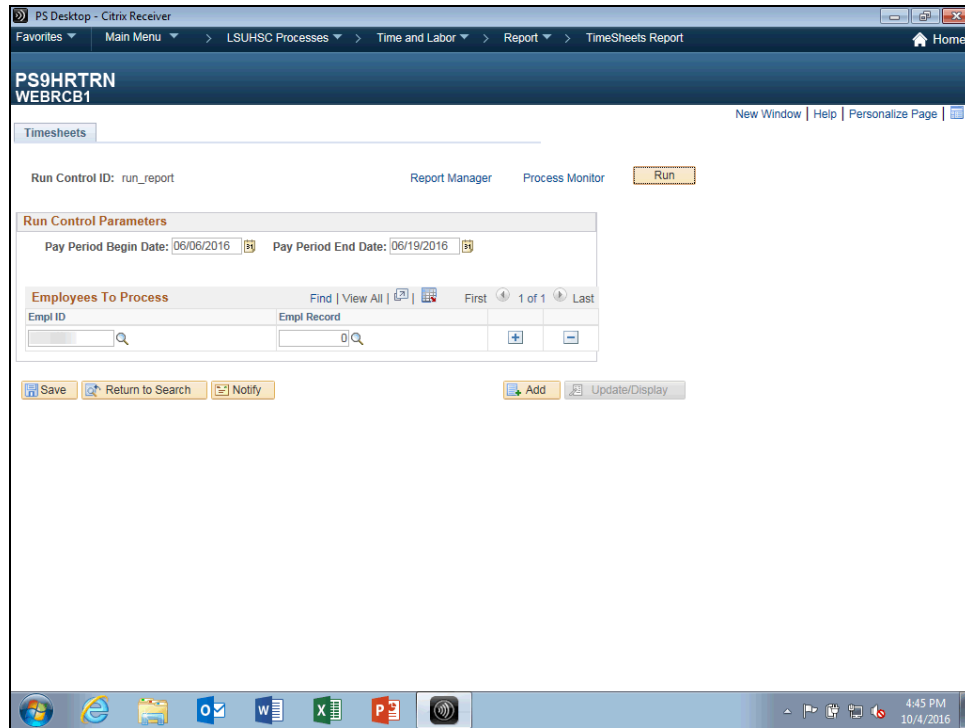 PS Desktop - Citrix Receiver
Favorites Main Menu > LSUHSC Processes > Time and Labor > Report > TimeSheets Report Home
PS9HRTRN
WEBRCB1
New Window | Help | Personalize Page |
Timesheets
Run Control ID: run_report Report Manager Process Monitor Run
Run Control Parameters
Pay Period Begin Date: 06/06/2016 Pay Period End Date: 06/19/2016
Employees To Process Find | View All | | First 1 of 1 Last
Empl ID Empl Record
0
Save Return to Search Notify Add Update/Display
4:45 PM
10/4/2016